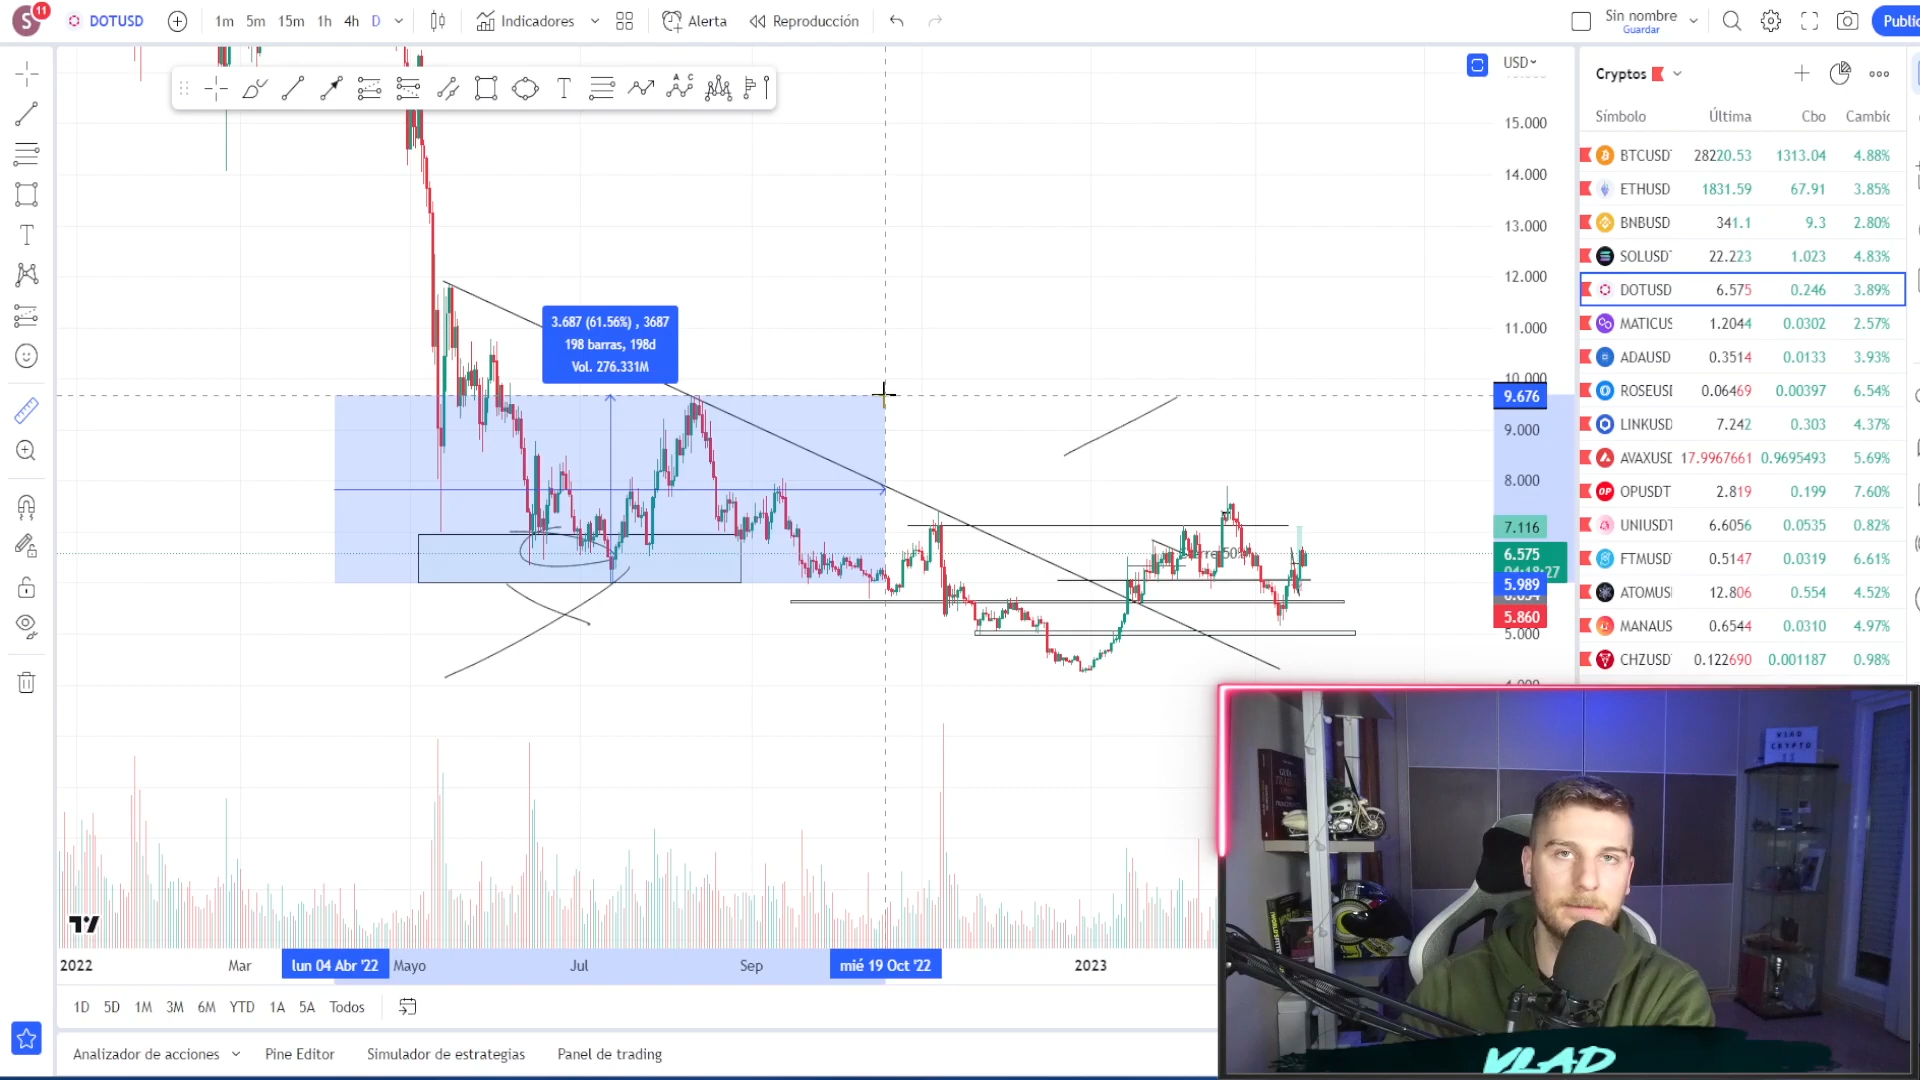 S 11 DOTUSD 1m 5m 15m 1h 4h D Indicadores Alerta Reproducción Sin nombre Guardar Public
USD
Cryptos
Símbolo Última Cbo Cambic
BTCUSD 28220.53 1313.04 4.88%
ETHUSD 1831.59 67.91 3.85%
BNBUSD 341.1 9.3 2.80%
SOLUSD 22.223 1.023 4.83%
DOTUSD 6.575 0.246 3.89%
MATICUS 1.2044 0.0302 2.57%
ADAUSD 0.3514 0.0133 3.93%
ROSEUSI 0.06469 0.00397 6.54%
LINKUSD 7.242 0.303 4.37%
AVAXUSD 17.9967661 0.9695493 5.69%
OPUSDT 2.819 0.199 7.60%
UNIUSDT 6.6056 0.0535 0.82%
FTMUSD 0.5147 0.0319 6.61%
ATOMUS 12.806 0.554 4.52%
MANAUS 0.6544 0.0310 4.97%
CHZUSD 0.122690 0.001187 0.98%
15.000
14.000
13.000
12.000
11.000
10.000
9.676
9.000
8.000
7.116
6.575
04:18:27
5.989
5.860
5.000
3.687 (61.56%) , 3687
198 barras, 198d
Vol. 276.331M
2022 Mar lun 04 Abr '22 Mayo Jul Sep mié 19 Oct '22 2023
1D 5D 1M 3M 6M YTD 1A 5A Todos
Analizador de acciones Pine Editor Simulador de estrategias Panel de trading
VLAD
CRYPTO
VLAD